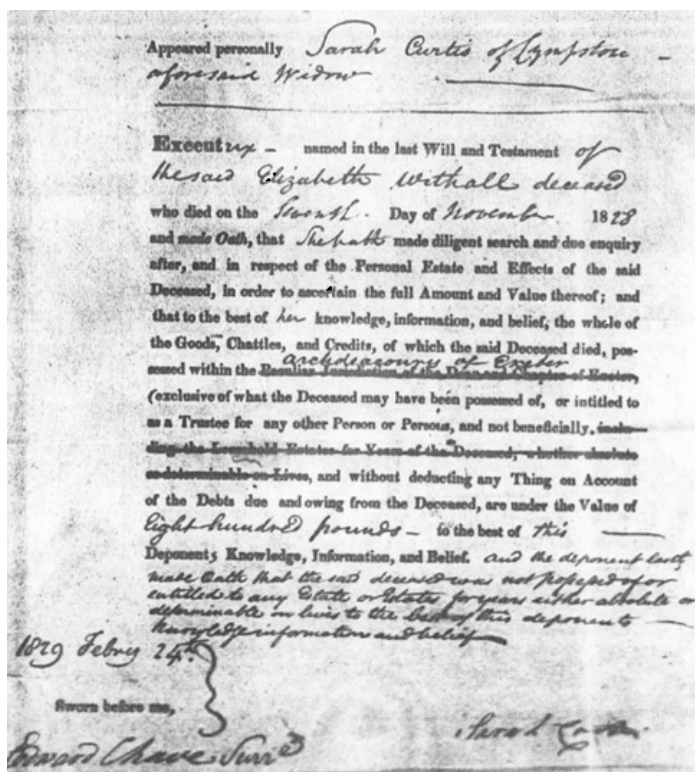 Appeared personally Sarah Curtis of Lympstone
aforesaid Widow
Executrix named in the last Will and Testament of
the said Elizabeth Withall deceased
who died on the Seventh Day of November 1828
and made Oath, that She hath made diligent search and due enquiry
after, and in respect of the Personal Estate and Effects of the said
Deceased, in order to ascertain the full Amount and Value thereof; and
that to the best of her knowledge, information, and belief, the whole of
the Goods, Chattles, and Credits, of which the said Deceased died, pos-
archdeaconry of Exeter
sessed within the Peculiar Jurisdiction of the Dean and Chapter of Exeter,
(exclusive of what the Deceased may have been possessed of, or intitled to
as a Trustee for any other Person or Persons, and not beneficially, inclu-
ding the Leasehold Estates for Years of the Deceased, whether absolute
or determinable on Lives, and without deducting any Thing on Account
of the Debts due and owing from the Deceased, are under the Value of
Eight hundred pounds to the best of this
Deponents Knowledge, Information, and Belief. and the deponent lastly
made Oath that the said deceased was not possessed of or
entitled to any Estate or Estates for years either absolute or
determinable on lives to the best of this deponents
knowledge information and belief
1829 Febry 24th
Sworn before me,
Sarah Curtis
Edward Chave Surr